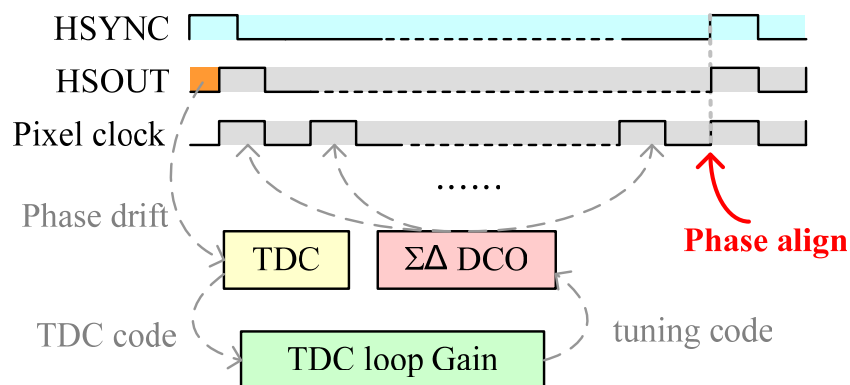 HSYNC
HSOUT
Pixel clock
......
Phase drift
Phase align
TDC
ΣΔ DCO
TDC code
tuning code
TDC loop Gain